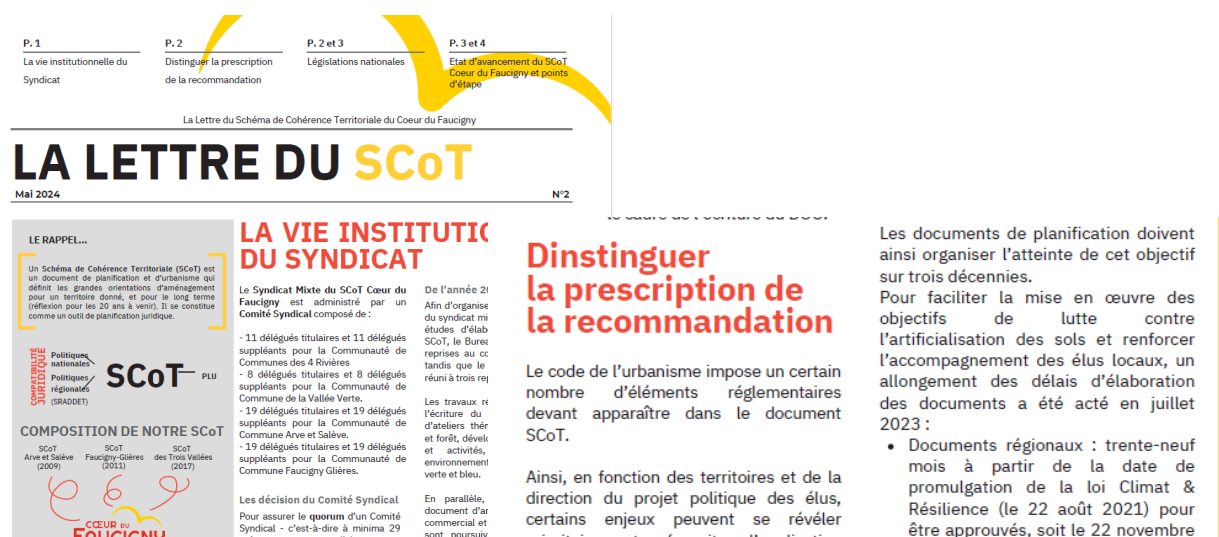 P. 1
La vie institutionnelle du
Syndicat
P. 2
Distinguer la prescription
de la recommandation
P. 2 et 3
Législations nationales
P. 3 et 4
Etat d'avancement du SCoT
Coeur du Faucigny et points
d'étape
La Lettre du Schéma de Cohérence Territoriale du Coeur du Faucigny
LA LETTRE DU SCoT
Mai 2024
N°2
LE RAPPEL...
Un Schéma de Cohérence Territoriale (SCoT) est
un document de planification et d'urbanisme qui
définit les grandes orientations d'aménagement
pour un territoire donné, et pour le long terme
(réflexion pour les 20 ans à venir). Il se constitue
comme un outil de planification juridique.
COMPATIBILITÉ
JURIDIQUE
Politiques
nationales
Politiques
régionales
(SRADDET)
SCoT
PLU
COMPOSITION DE NOTRE SCoT
SCoT
Arve et Salève
(2009)
SCoT
Faucigny-Glières
(2011)
SCoT
des Trois Vallées
(2017)
CŒUR DU
FAUCIGNY
LA VIE INSTITUTIO
DU SYNDICAT
Le Syndicat Mixte du SCoT Cœur du
Faucigny est administré par un
Comité Syndical composé de :
- 11 délégués titulaires et 11 délégués
suppléants pour la Communauté de
Communes des 4 Rivières
- 8 délégués titulaires et 8 délégués
suppléants pour la Communauté de
Commune de la Vallée Verte.
- 19 délégués titulaires et 19 délégués
suppléants pour la Communauté de
Commune Arve et Salève.
- 19 délégués titulaires et 19 délégués
suppléants pour la Communauté de
Commune Faucigny Glières.
Les décision du Comité Syndical
Pour assurer le quorum d'un Comité
Syndical - c'est-à-dire à minima 29
De l'année 20
Afin d'organise
du syndicat mi
études d'élab
SCoT, le Bureau
reprises au co
tandis que le
réuni à trois rep
Les travaux ré
l'écriture du
d'ateliers thém
et forêt, dévelo
et activités,
environnement
verte et bleu.
En parallèle,
document d'ar
commercial et
sont poursuiv
Dinstinguer
la prescription de
la recommandation
Le code de l'urbanisme impose un certain
nombre d'éléments réglementaires
devant apparaître dans le document
SCoT.
Ainsi, en fonction des territoires et de la
direction du projet politique des élus,
certains enjeux peuvent se révéler
Les documents de planification doivent
ainsi organiser l'atteinte de cet objectif
sur trois décennies.
Pour faciliter la mise en œuvre des
objectifs de lutte contre
l'artificialisation des sols et renforcer
l'accompagnement des élus locaux, un
allongement des délais d'élaboration
des documents a été acté en juillet
2023 :
• Documents régionaux : trente-neuf
mois à partir de la date de
promulgation de la loi Climat &
Résilience (le 22 août 2021) pour
être approuvés, soit le 22 novembre